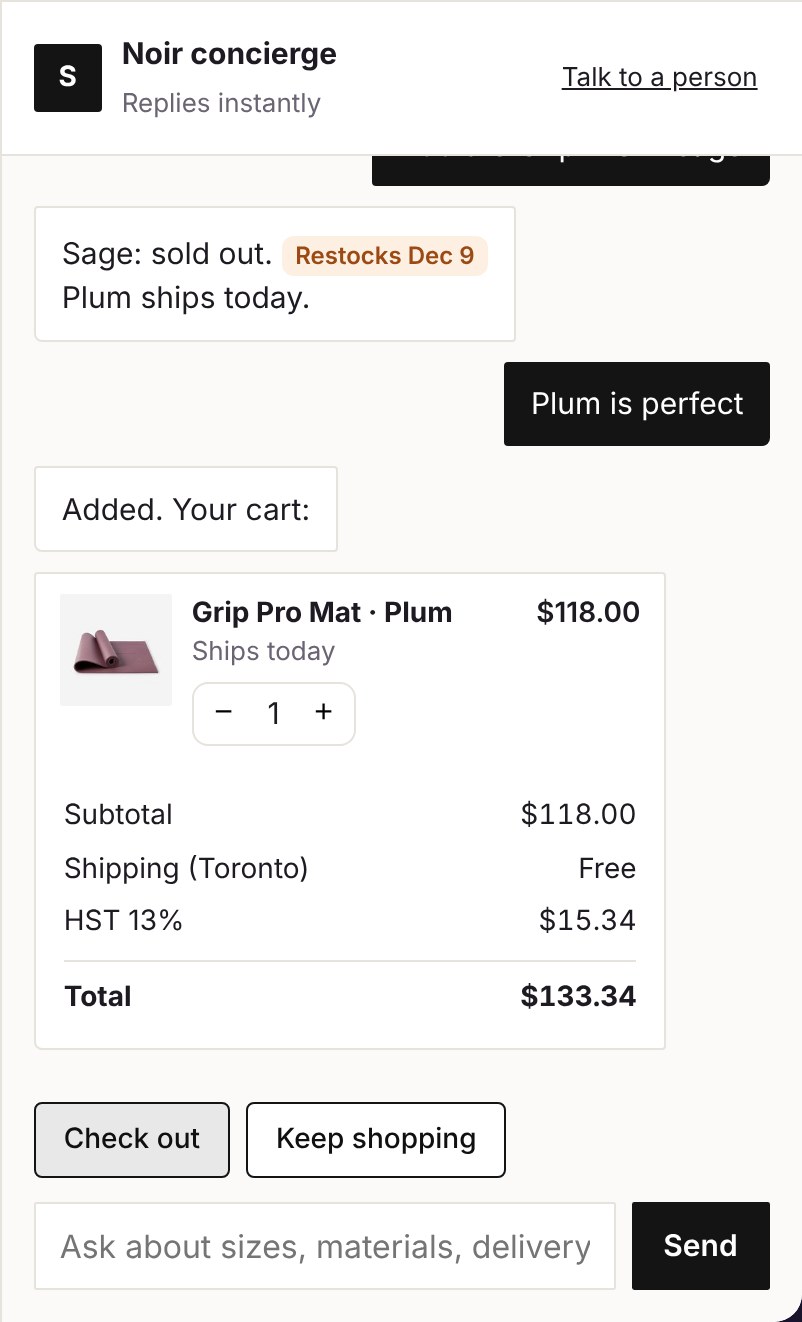 S
Noir concierge
Replies instantly
Talk to a person
Sage: sold out. Restocks Dec 9
Plum ships today.
Plum is perfect
Added. Your cart:
Grip Pro Mat · Plum $118.00
Ships today
− 1 +
Subtotal $118.00
Shipping (Toronto) Free
HST 13% $15.34
Total $133.34
Check out Keep shopping
Ask about sizes, materials, delivery
Send